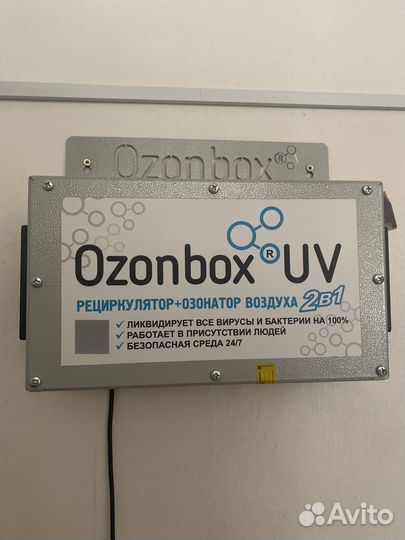 Ozonbox®
Ozonbox® UV
РЕЦИРКУЛЯТОР+ОЗОНАТОР ВОЗДУХА 2В1
✓ ЛИКВИДИРУЕТ ВСЕ ВИРУСЫ И БАКТЕРИИ НА 100%
✓ РАБОТАЕТ В ПРИСУТСТВИИ ЛЮДЕЙ
✓ БЕЗОПАСНАЯ СРЕДА 24/7
Avito